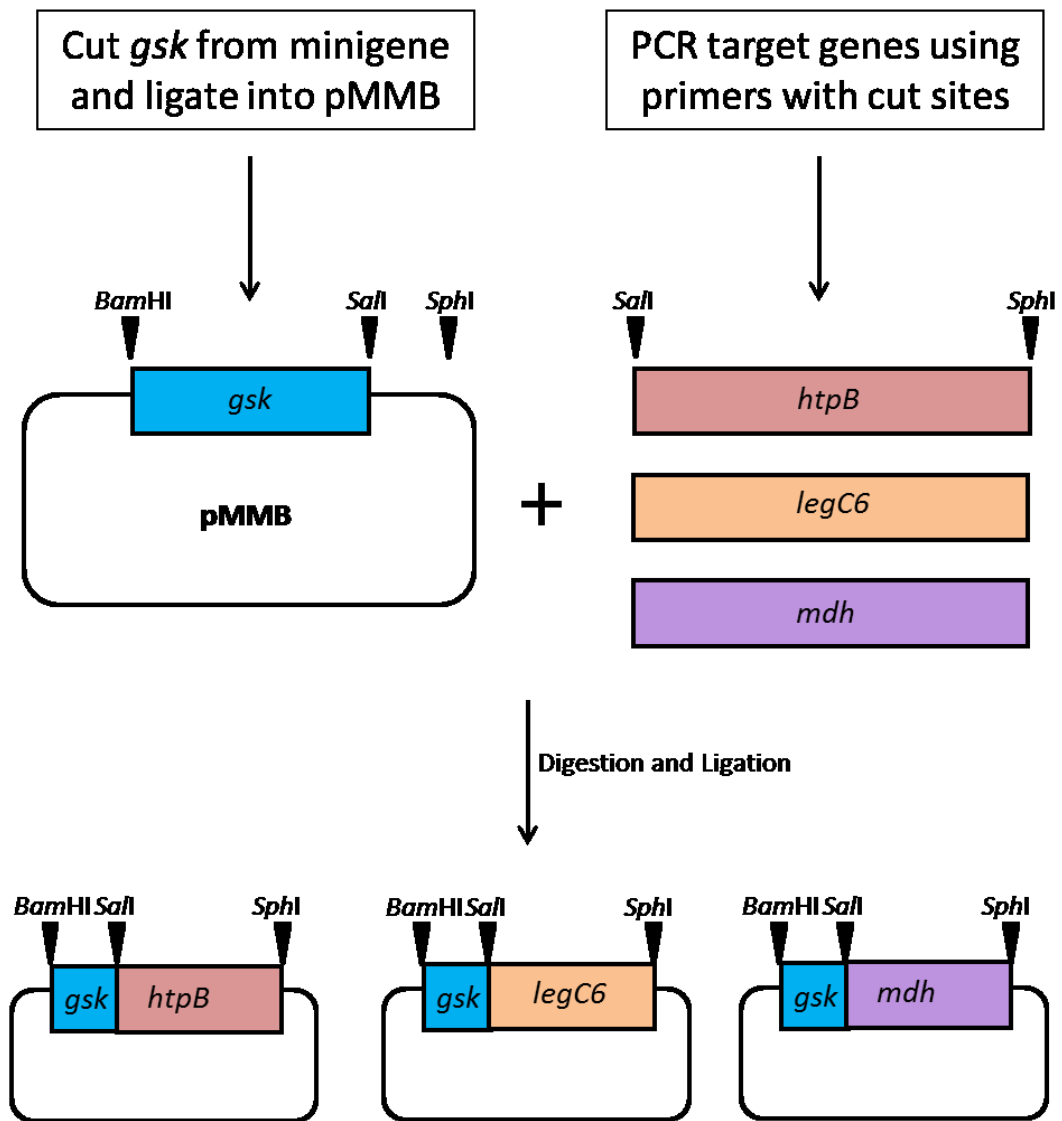 Cut gsk from minigene
and ligate into pMMB
PCR target genes using
primers with cut sites
BamHI
SalI
SphI
SalI
SphI
gsk
htpB
legC6
pMMB
+
mdh
Digestion and Ligation
BamHI SalI
SphI
BamHI SalI
SphI
BamHI SalI
SphI
gsk
htpB
gsk
legC6
gsk
mdh